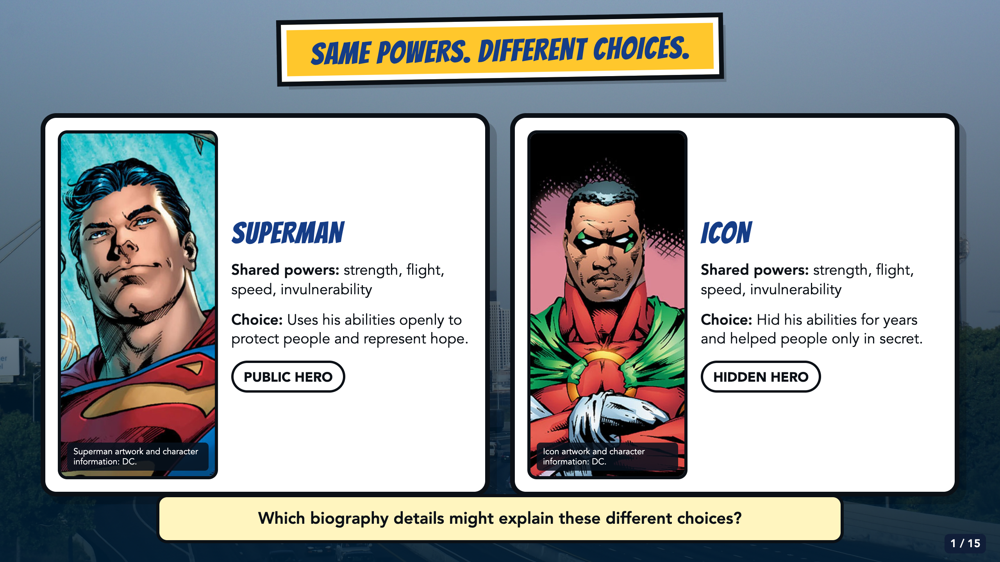 SAME POWERS. DIFFERENT CHOICES.
SUPERMAN
Shared powers: strength, flight,
speed, invulnerability
Choice: Uses his abilities openly to
protect people and represent hope.
PUBLIC HERO
Superman artwork and character
information: DC.
ICON
Shared powers: strength, flight,
speed, invulnerability
Choice: Hid his abilities for years
and helped people only in secret.
HIDDEN HERO
Icon artwork and character
information: DC.
Which biography details might explain these different choices?
1 / 15